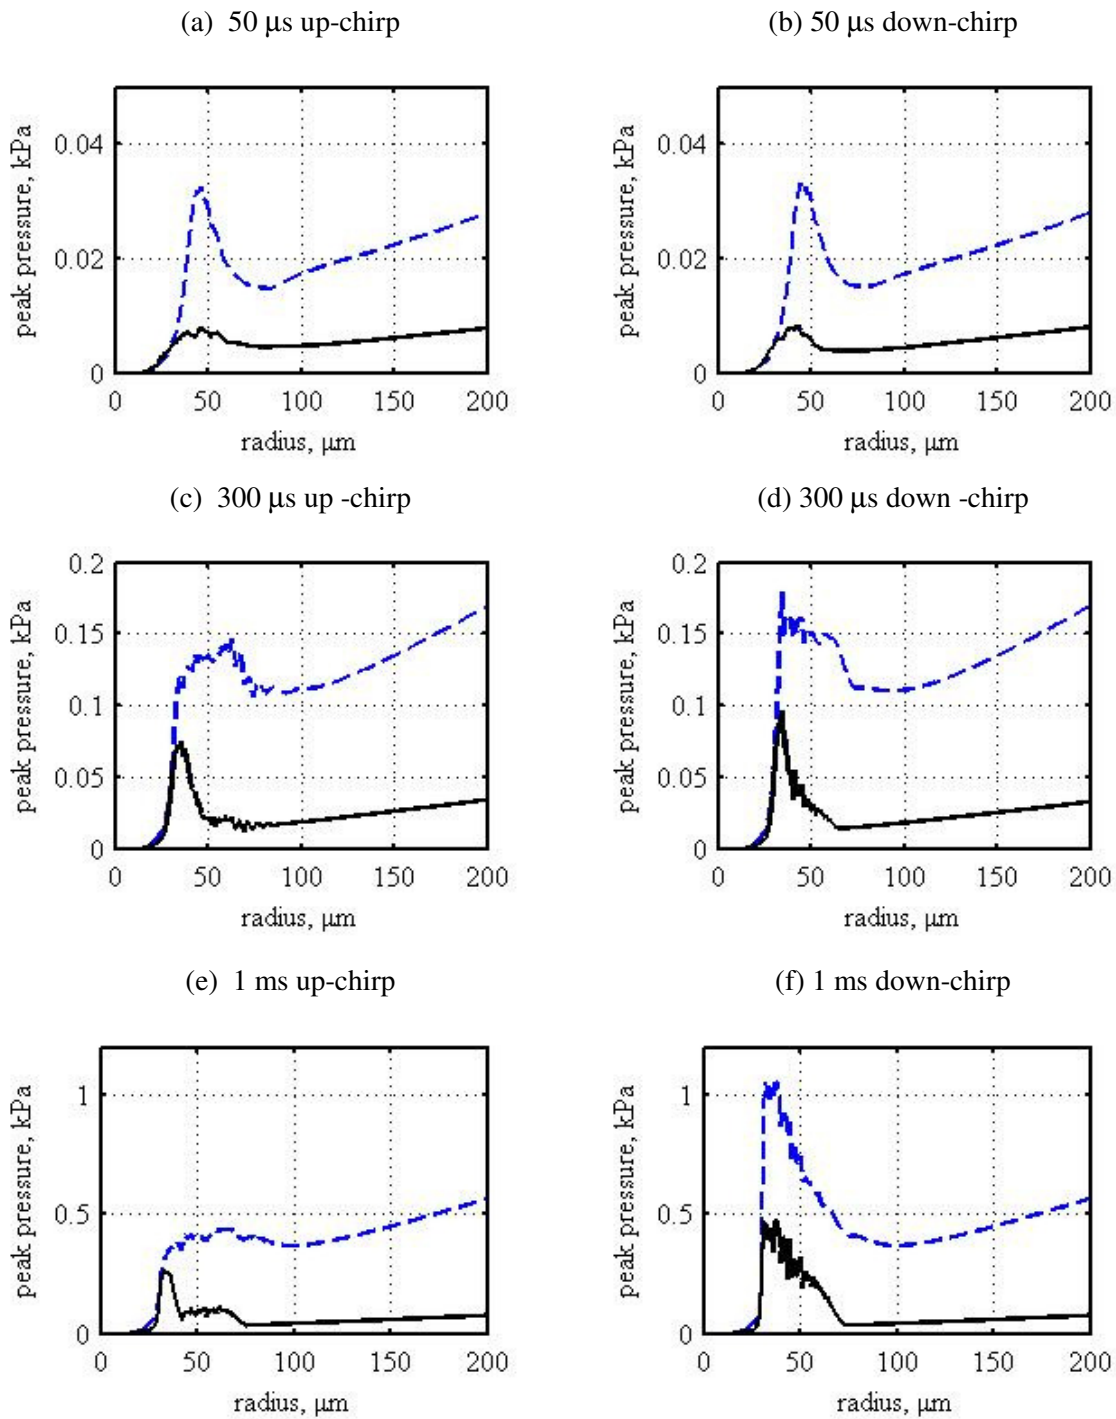 (a) 50 μs up-chirp
(b) 50 μs down-chirp
peak pressure, kPa
0.04
0.02
0
0 50 100 150 200
radius, μm
peak pressure, kPa
0.04
0.02
0
0 50 100 150 200
radius, μm
(c) 300 μs up -chirp
(d) 300 μs down -chirp
peak pressure, kPa
0.2
0.15
0.1
0.05
0
0 50 100 150 200
radius, μm
peak pressure, kPa
0.2
0.15
0.1
0.05
0
0 50 100 150 200
radius, μm
(e) 1 ms up-chirp
(f) 1 ms down-chirp
peak pressure, kPa
1
0.5
0
0 50 100 150 200
radius, μm
peak pressure, kPa
1
0.5
0
0 50 100 150 200
radius, μm